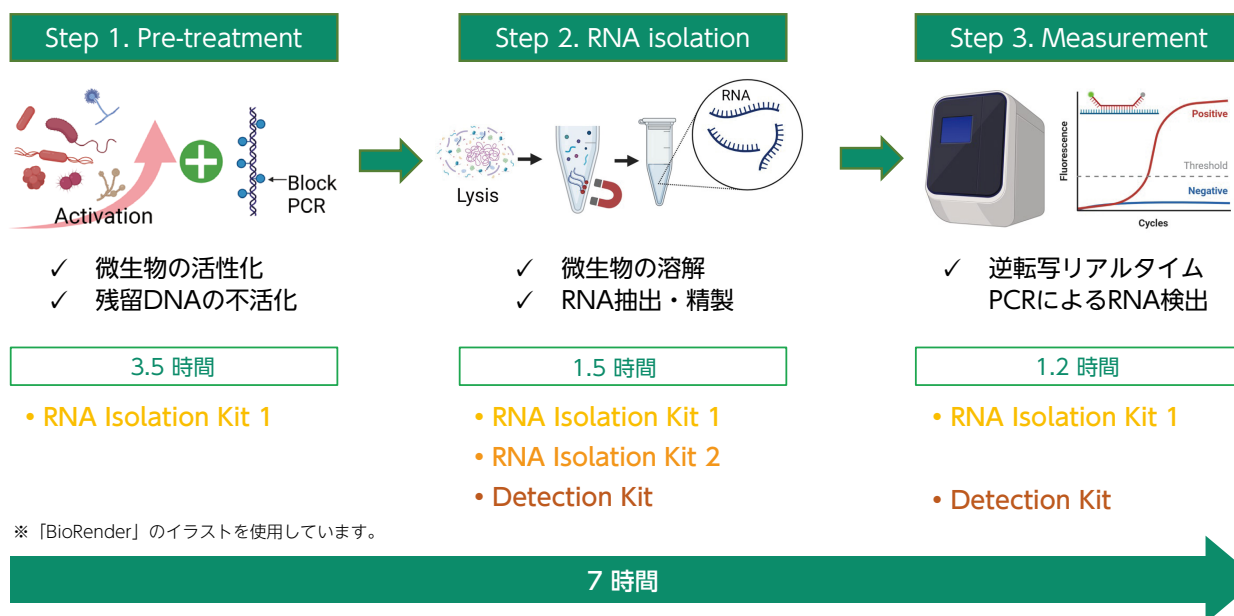 Step 1. Pre-treatment
Step 2. RNA isolation
Step 3. Measurement
Activation
Block
PCR
Lysis
RNA
Fluorescence
Positive
Threshold
Negative
Cycles
✓ 微生物の活性化
✓ 残留DNAの不活化
✓ 微生物の溶解
✓ RNA抽出・精製
✓ 逆転写リアルタイム
PCRによるRNA検出
3.5 時間
1.5 時間
1.2 時間
• RNA Isolation Kit 1
• RNA Isolation Kit 1
• RNA Isolation Kit 2
• Detection Kit
• RNA Isolation Kit 1
• Detection Kit
※「BioRender」のイラストを使用しています。
7 時間